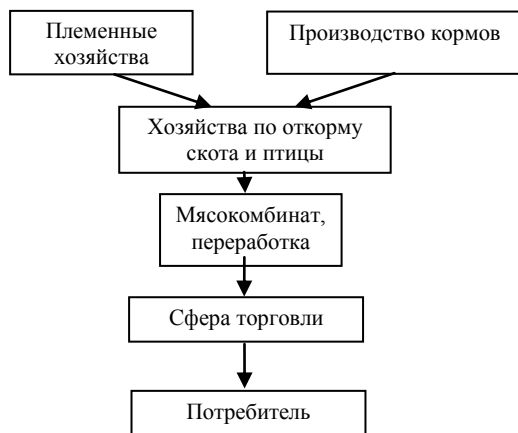 Племенные
хозяйства
Производство кормов
Хозяйства по откорму
скота и птицы
Мясокомбинат,
переработка
Сфера торговли
Потребитель